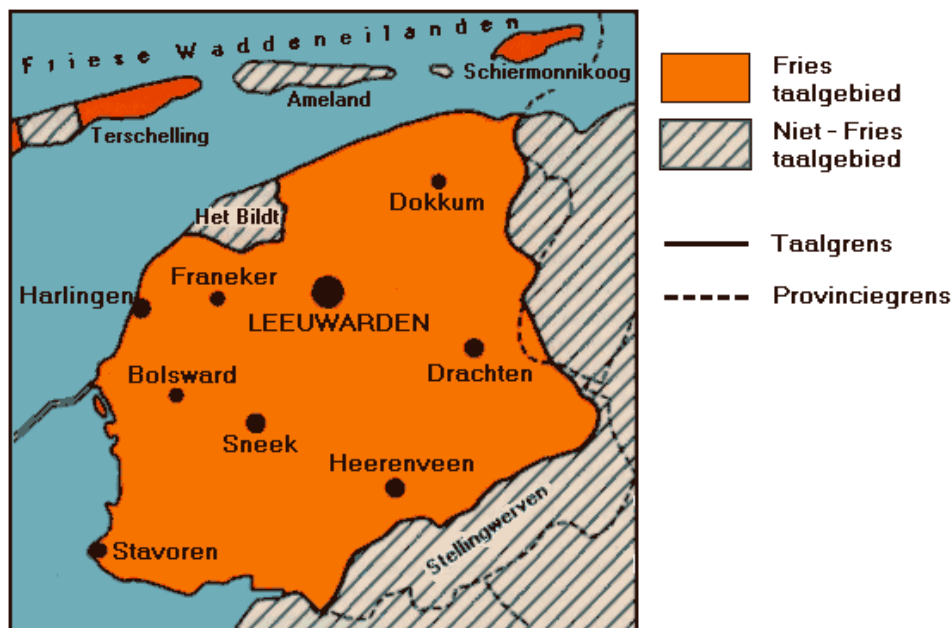 Friese Waddeneilanden
Schiermonnikoog
Ameland
Terschelling
Dokkum
Het Bildt
Franeker
Harlingen
LEEUWARDEN
Bolsward
Drachten
Sneek
Heerenveen
Stellingwerven
Stavoren
Fries
taalgebied
Niet - Fries
taalgebied
Taalgrens
Provinciegrens